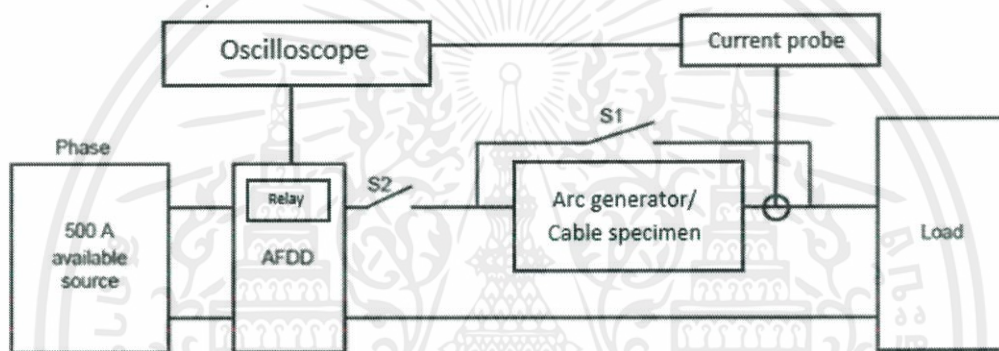 Oscilloscope
Current probe
S1
Phase
Relay
S2
Arc generator/
Cable specimen
500 A
available
source
AFDD
Load